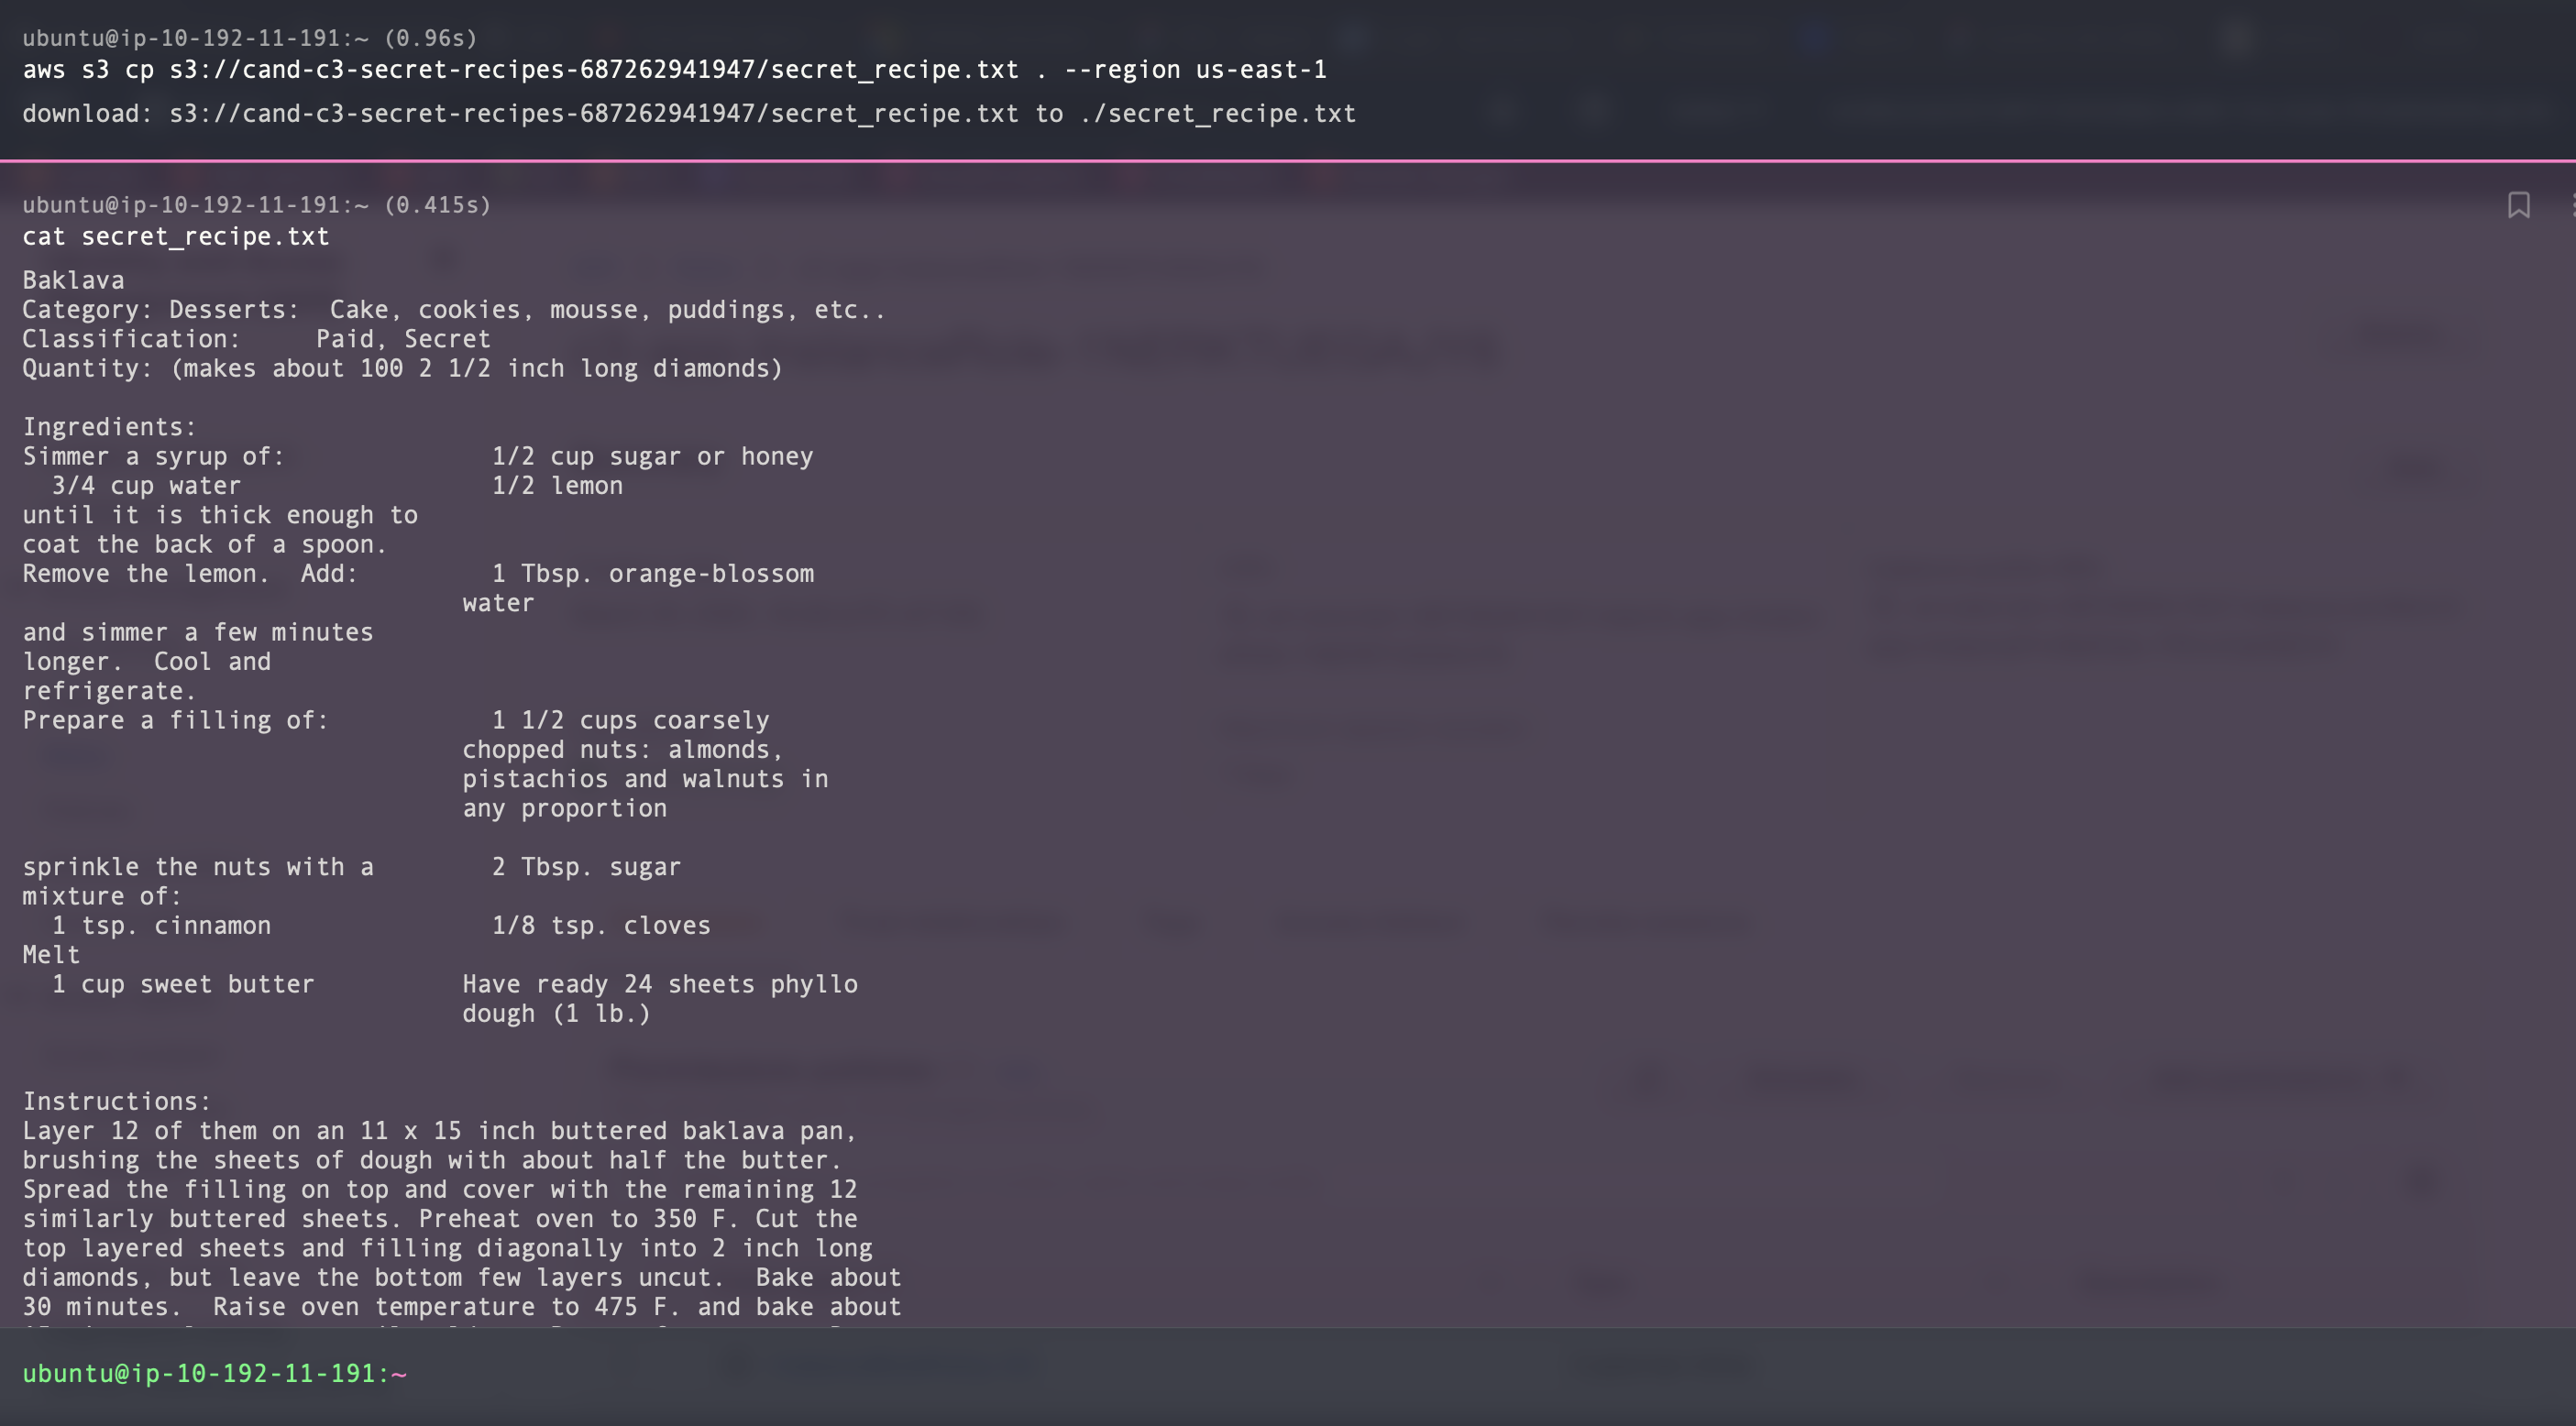 ubuntu@ip-10-192-11-191:~ (0.96s)
aws s3 cp s3://cand-c3-secret-recipes-687262941947/secret_recipe.txt . --region us-east-1
download: s3://cand-c3-secret-recipes-687262941947/secret_recipe.txt to ./secret_recipe.txt
ubuntu@ip-10-192-11-191:~ (0.415s)
cat secret_recipe.txt
Baklava
Category: Desserts:  Cake, cookies, mousse, puddings, etc..
Classification:     Paid, Secret
Quantity: (makes about 100 2 1/2 inch long diamonds)

Ingredients:
Simmer a syrup of:              1/2 cup sugar or honey
  3/4 cup water                 1/2 lemon
until it is thick enough to
coat the back of a spoon.
Remove the lemon.  Add:         1 Tbsp. orange-blossom
                              water
and simmer a few minutes
longer.  Cool and
refrigerate.
Prepare a filling of:           1 1/2 cups coarsely
                              chopped nuts: almonds,
                              pistachios and walnuts in
                              any proportion

sprinkle the nuts with a        2 Tbsp. sugar
mixture of:
  1 tsp. cinnamon               1/8 tsp. cloves
Melt
  1 cup sweet butter          Have ready 24 sheets phyllo
                              dough (1 lb.)

Instructions:
Layer 12 of them on an 11 x 15 inch buttered baklava pan,
brushing the sheets of dough with about half the butter.
Spread the filling on top and cover with the remaining 12
similarly buttered sheets. Preheat oven to 350 F. Cut the
top layered sheets and filling diagonally into 2 inch long
diamonds, but leave the bottom few layers uncut.  Bake about
30 minutes.  Raise oven temperature to 475 F. and bake about
ubuntu@ip-10-192-11-191:~